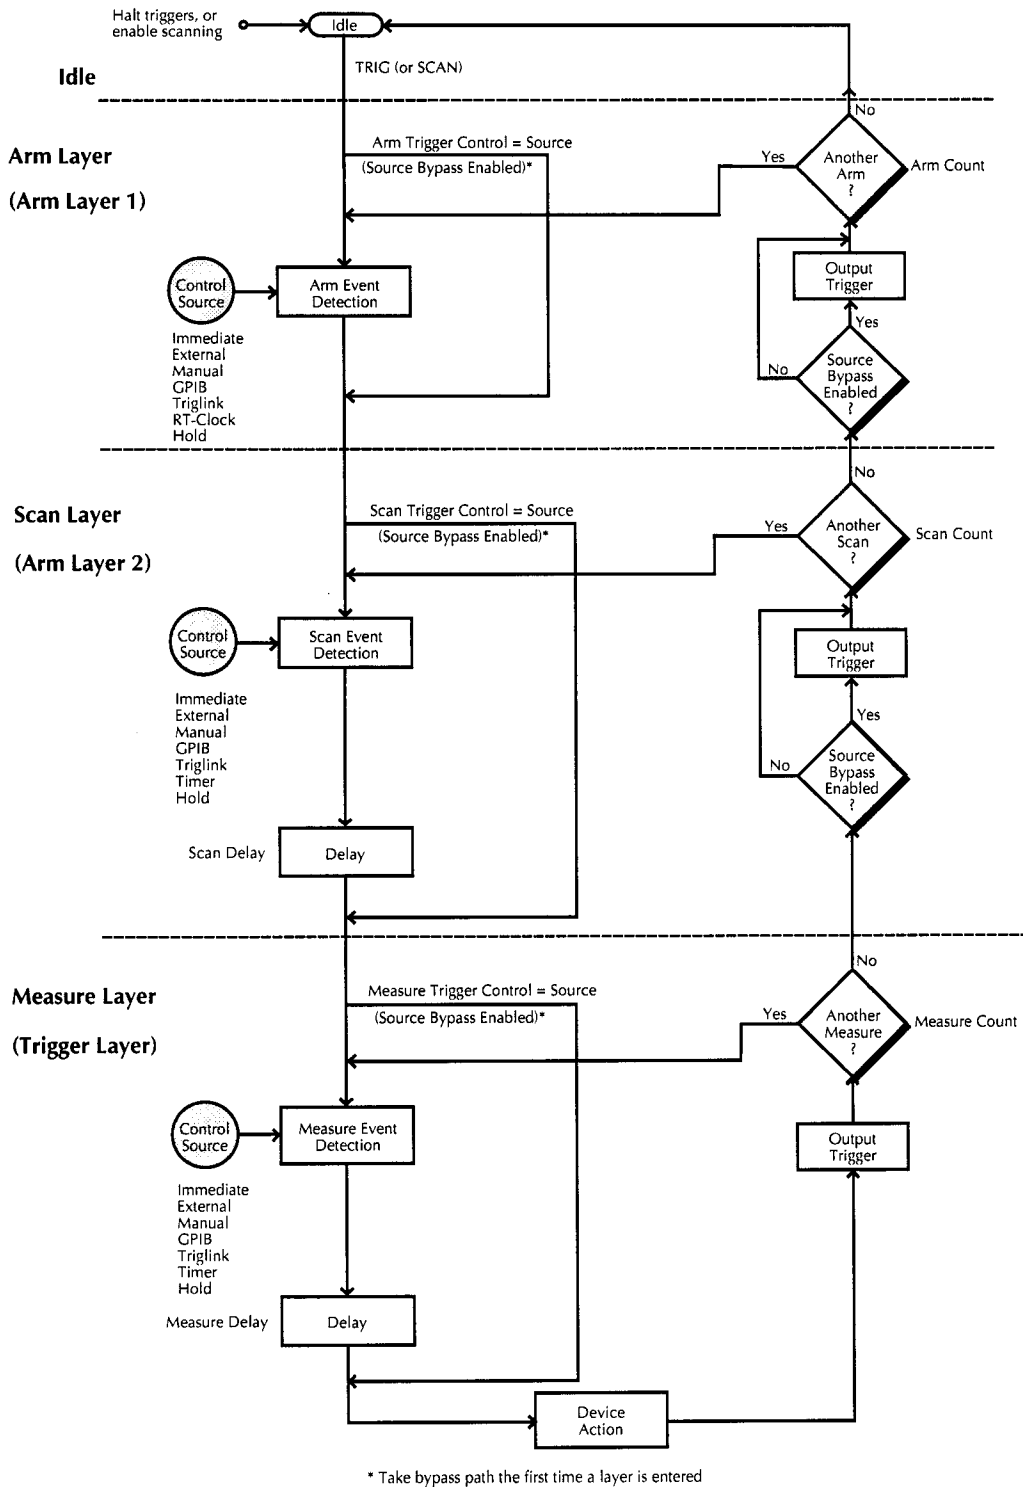 Halt triggers, or
enable scanning
Idle
TRIG (or SCAN)
Idle
No
Arm Layer
(Arm Layer 1)
Arm Trigger Control = Source
(Source Bypass Enabled)*
Yes
Another
Arm
?
Arm Count
Control
Source
Arm Event
Detection
Output
Trigger
Immediate
External
Manual
GPIB
Triglink
RT-Clock
Hold
Yes
No
Source
Bypass
Enabled
?
No
Scan Layer
(Arm Layer 2)
Scan Trigger Control = Source
(Source Bypass Enabled)*
Yes
Another
Scan
?
Scan Count
Control
Source
Scan Event
Detection
Output
Trigger
Immediate
External
Manual
GPIB
Triglink
Timer
Hold
Yes
No
Source
Bypass
Enabled
?
Scan Delay
Delay
No
Measure Layer
(Trigger Layer)
Measure Trigger Control = Source
(Source Bypass Enabled)*
Yes
Another
Measure
?
Measure Count
Control
Source
Measure Event
Detection
Output
Trigger
Immediate
External
Manual
GPIB
Triglink
Timer
Hold
Measure Delay
Delay
Device
Action
* Take bypass path the first time a layer is entered